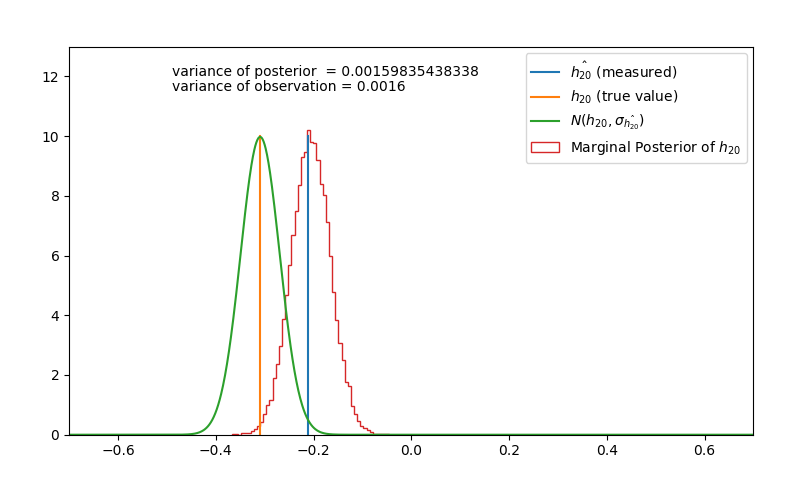 variance of posterior = 0.00159835438338
variance of observation = 0.0016
$\hat{h_{20}}$ (measured)
$h_{20}$ (true value)
$N(h_{20}, \sigma_{\hat{h_{20}}})$
Marginal Posterior of $h_{20}$
12
10
8
6
4
2
0
−0.6 −0.4 −0.2 0.0 0.2 0.4 0.6